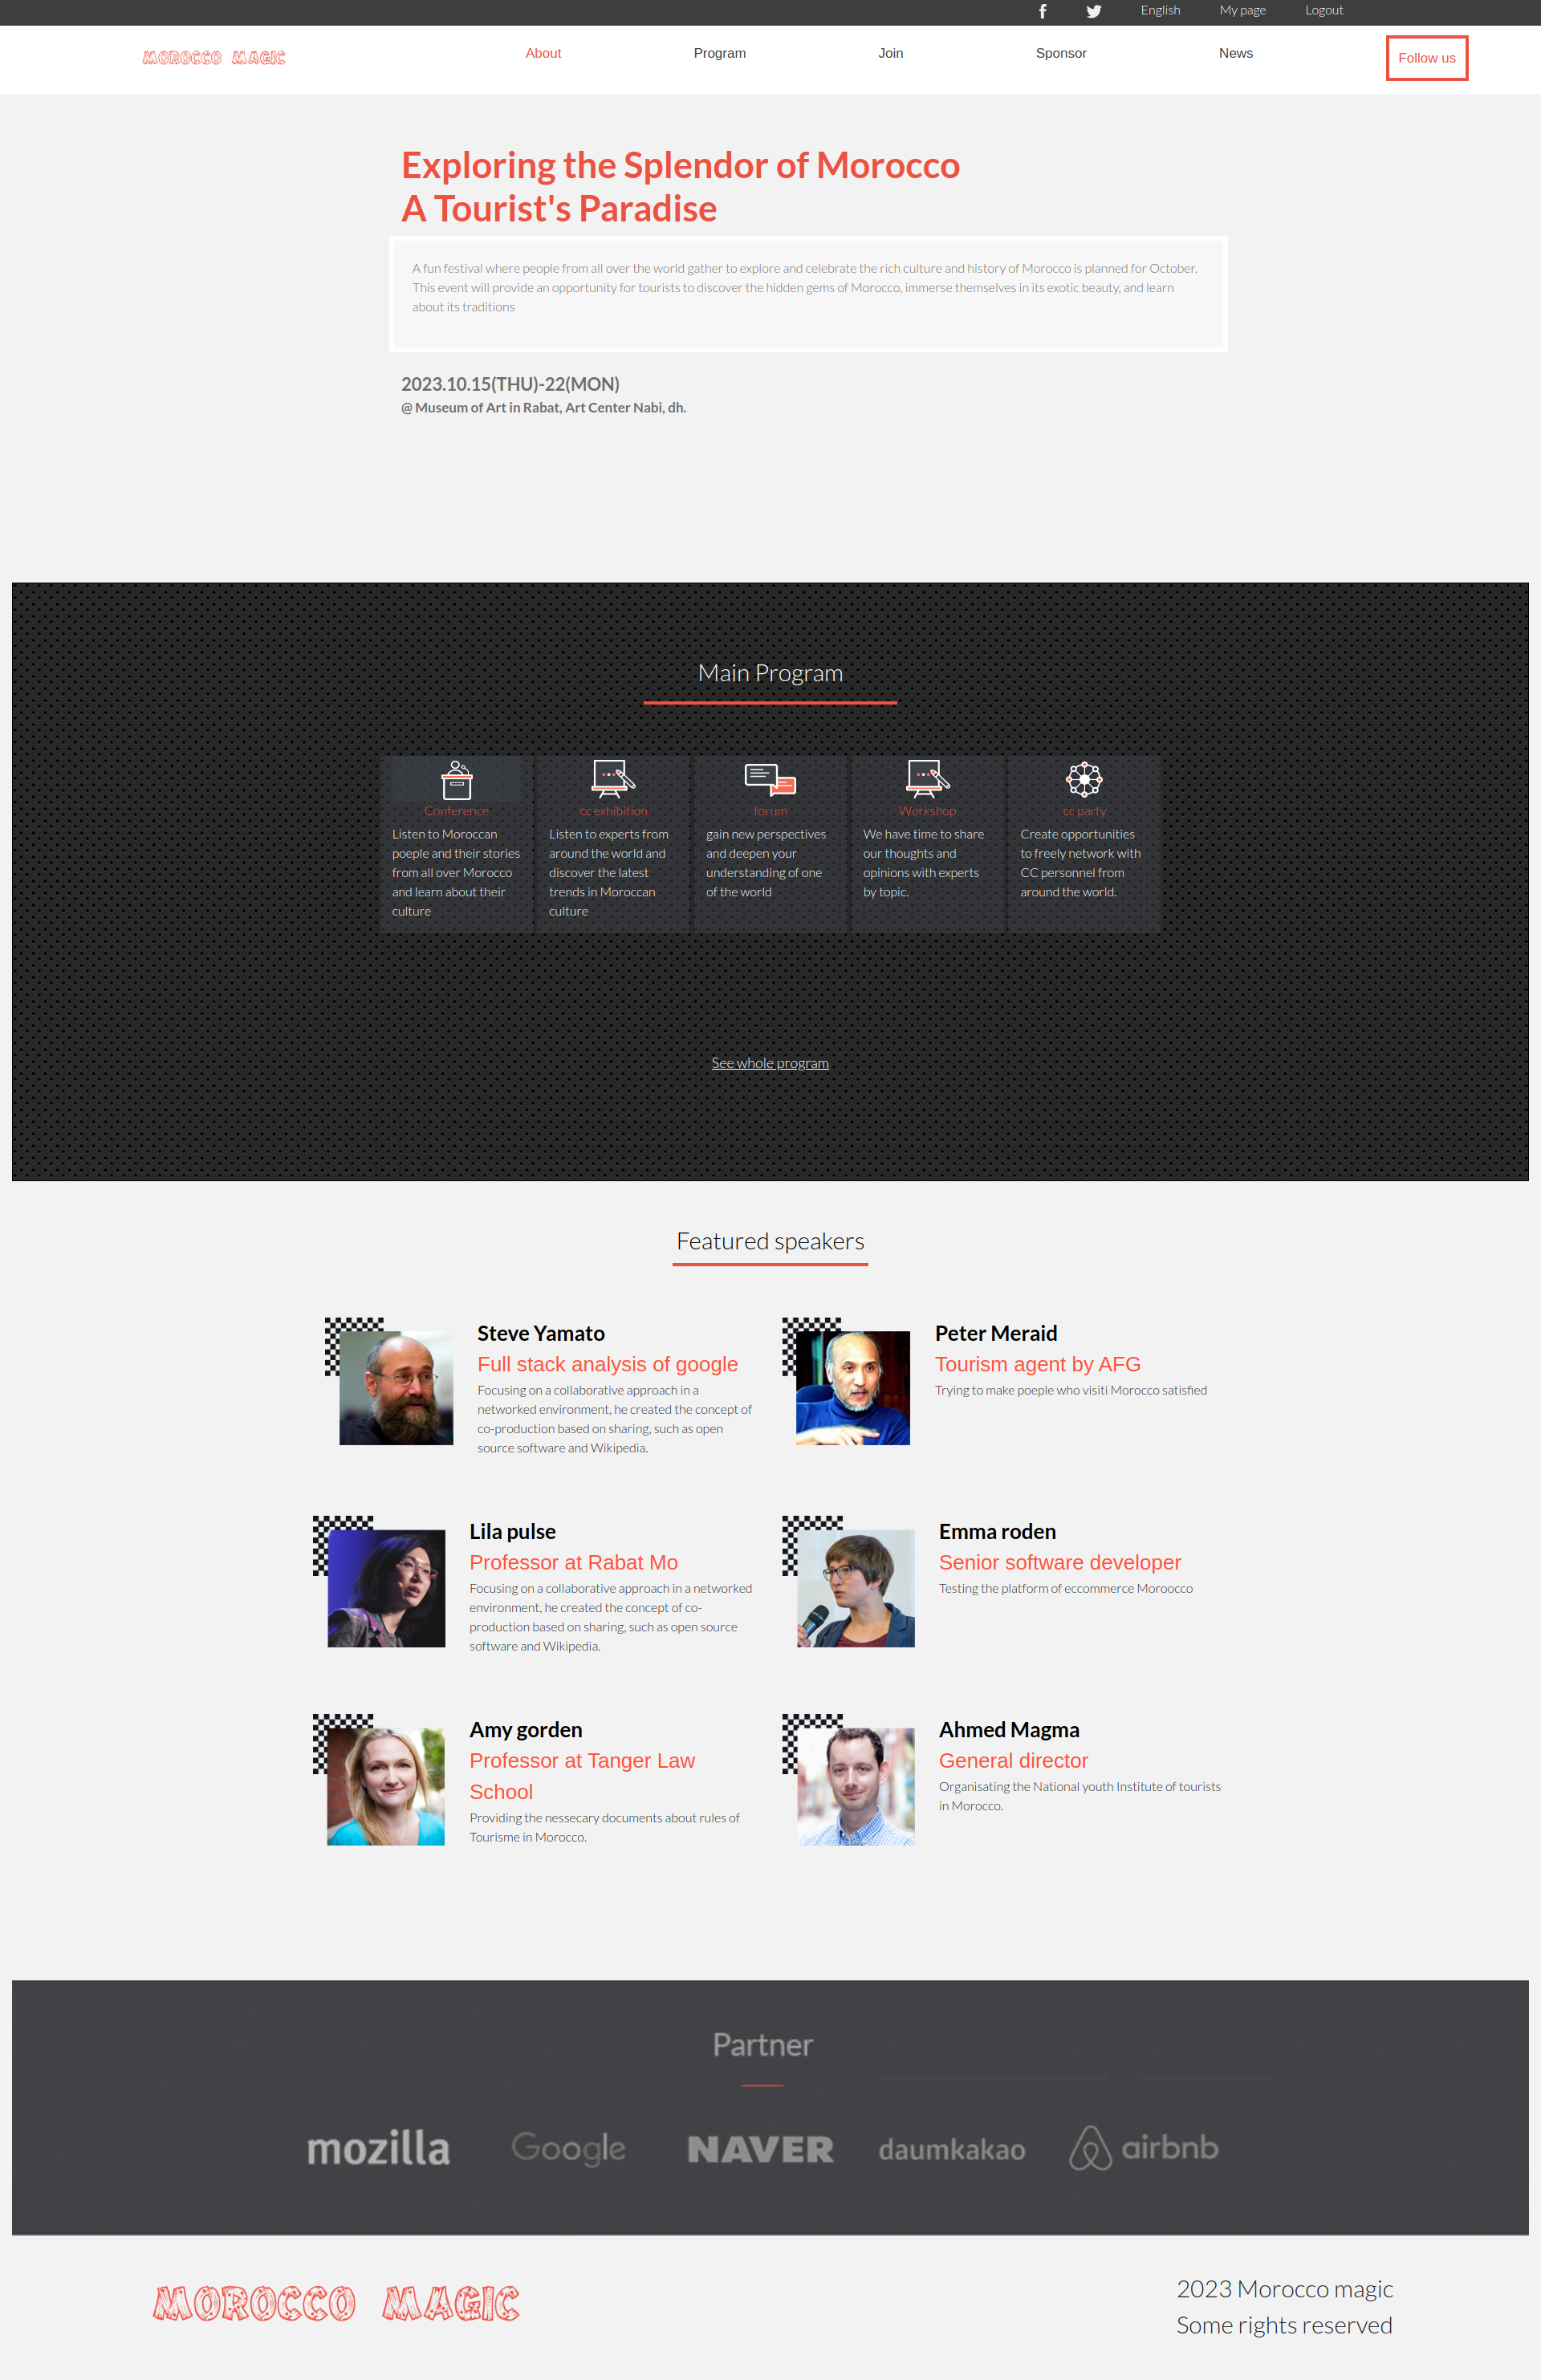 English My page Logout
MOROCCO MAGIC
About Program Join Sponsor News
Follow us
Exploring the Splendor of Morocco
A Tourist's Paradise
A fun festival where people from all over the world gather to explore and celebrate the rich culture and history of Morocco is planned for October.
This event will provide an opportunity for tourists to discover the hidden gems of Morocco, immerse themselves in its exotic beauty, and learn
about its traditions
2023.10.15(THU)-22(MON)
@ Museum of Art in Rabat, Art Center Nabi, dh.
Main Program
Conference
Listen to Moroccan
poeple and their stories
from all over Morocco
and learn about their
culture
cc exhibition
Listen to experts from
around the world and
discover the latest
trends in Moroccan
culture
forum
gain new perspectives
and deepen your
understanding of one
of the world
Workshop
We have time to share
our thoughts and
opinions with experts
by topic.
cc party
Create opportunities
to freely network with
CC personnel from
around the world.
See whole program
Featured speakers
Steve Yamato
Full stack analysis of google
Focusing on a collaborative approach in a
networked environment, he created the concept of
co-production based on sharing, such as open
source software and Wikipedia.
Peter Meraid
Tourism agent by AFG
Trying to make poeple who visiti Morocco satisfied
Lila pulse
Professor at Rabat Mo
Focusing on a collaborative approach in a networked
environment, he created the concept of co-
production based on sharing, such as open source
software and Wikipedia.
Emma roden
Senior software developer
Testing the platform of eccommerce Moroocco
Amy gorden
Professor at Tanger Law
School
Providing the nessecary documents about rules of
Tourisme in Morocco.
Ahmed Magma
General director
Organisating the National youth Institute of tourists
in Morocco.
Partner
mozilla Google NAVER daumkakao airbnb
MOROCCO MAGIC
2023 Morocco magic
Some rights reserved